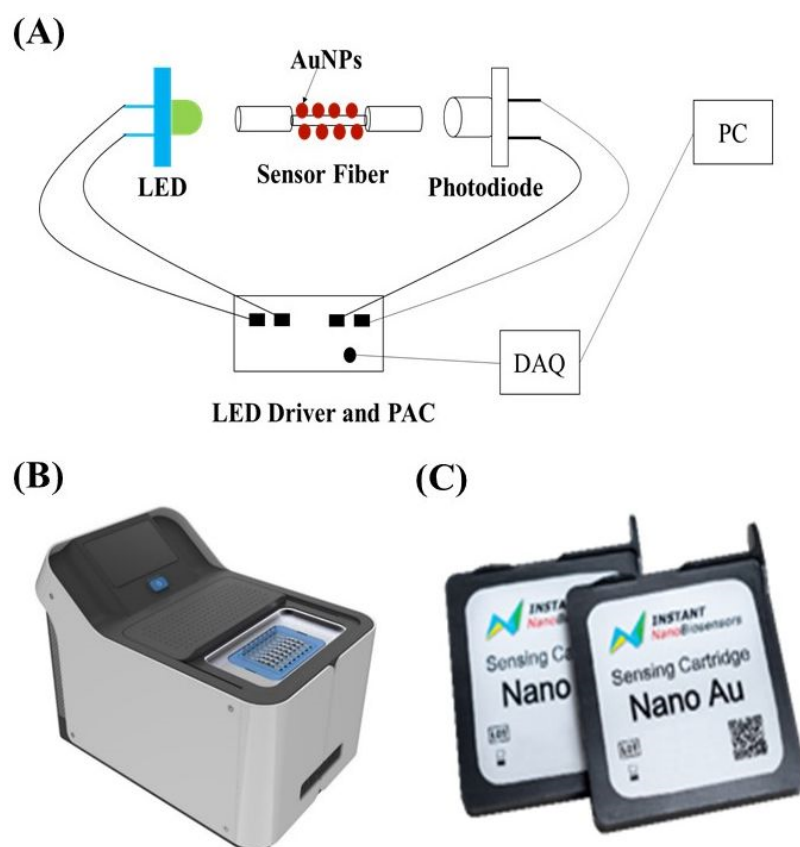 (A)
AuNPs
PC
LED
Sensor Fiber
Photodiode
DAQ
LED Driver and PAC
(B)
(C)
INSTANT
NanoBiosensors
Sensing Ca
Nano
INSTANT
NanoBiosensors
Sensing Cartridge
Nano Au